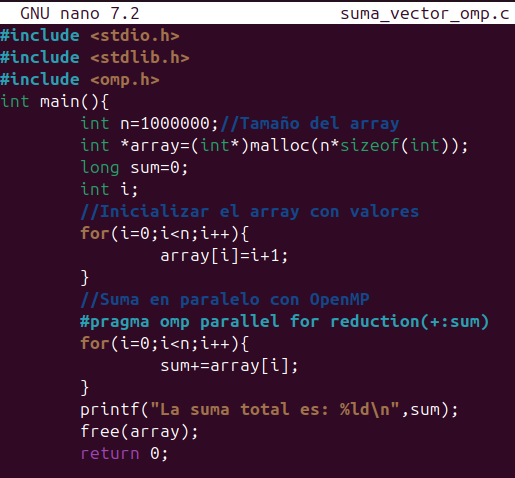 GNU nano 7.2 suma_vector_omp.c
#include <stdio.h>
#include <stdlib.h>
#include <omp.h>
int main(){
        int n=1000000;//Tamaño del array
        int *array=(int*)malloc(n*sizeof(int));
        long sum=0;
        int i;
        //Inicializar el array con valores
        for(i=0;i<n;i++){
                array[i]=i+1;
        }
        //Suma en paralelo con OpenMP
        #pragma omp parallel for reduction(+:sum)
        for(i=0;i<n;i++){
                sum+=array[i];
        }
        printf("La suma total es: %ld\n",sum);
        free(array);
        return 0;